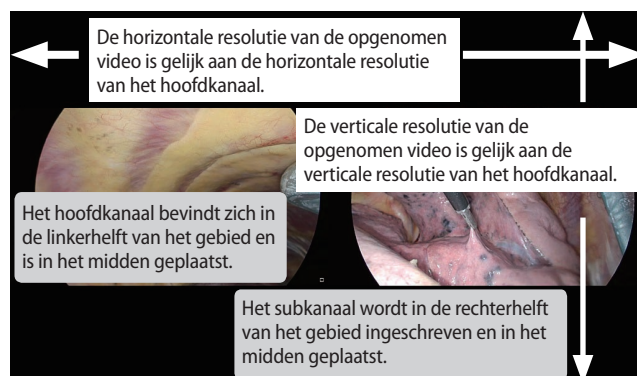 De horizontale resolutie van de opgenomen
video is gelijk aan de horizontale resolutie
van het hoofdkanaal.
De verticale resolutie van de
opgenomen video is gelijk aan de
verticale resolutie van het hoofdkanaal.
Het hoofdkanaal bevindt zich in
de linkerhelft van het gebied en
is in het midden geplaatst.
Het subkanaal wordt in de rechterhelft
van het gebied ingeschreven en in het
midden geplaatst.